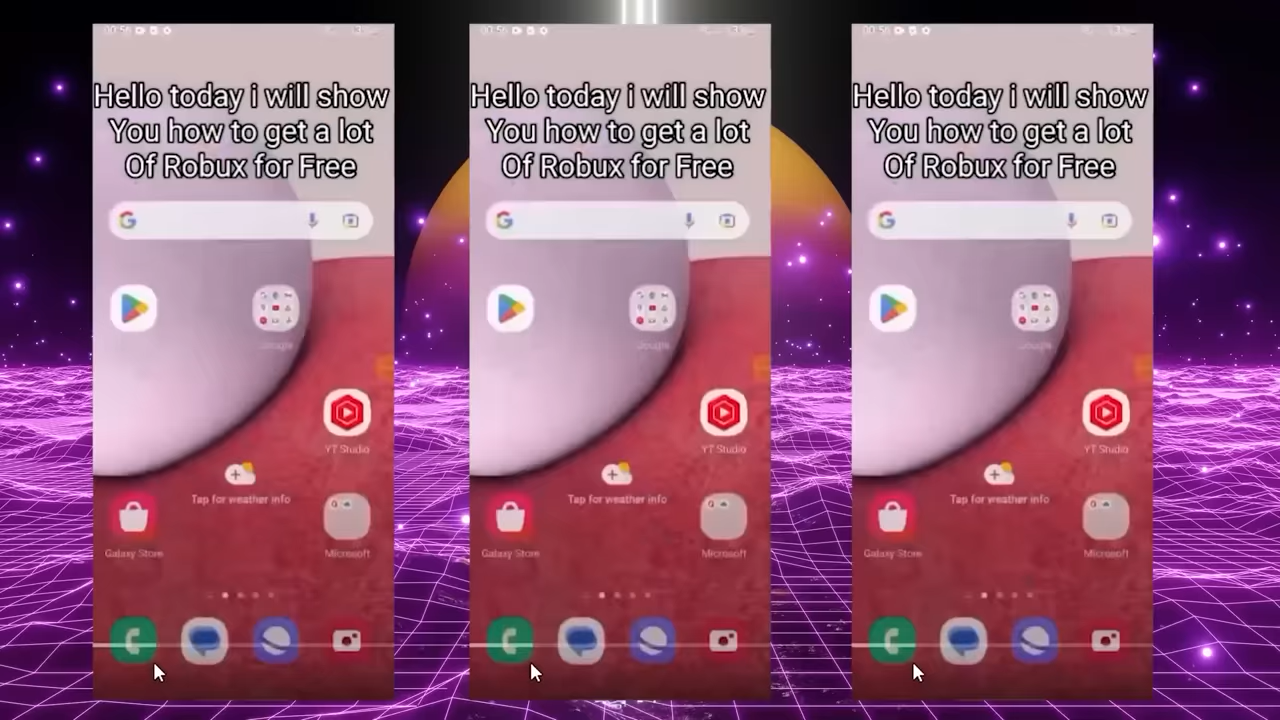 Hello today i will show
You how to get a lot
Of Robux for Free
Google
YT Studio
Tap for weather info
Galaxy Store
Microsoft
Hello today i will show
You how to get a lot
Of Robux for Free
Google
YT Studio
Tap for weather info
Galaxy Store
Microsoft
Hello today i will show
You how to get a lot
Of Robux for Free
Google
YT Studio
Tap for weather info
Galaxy Store
Microsoft